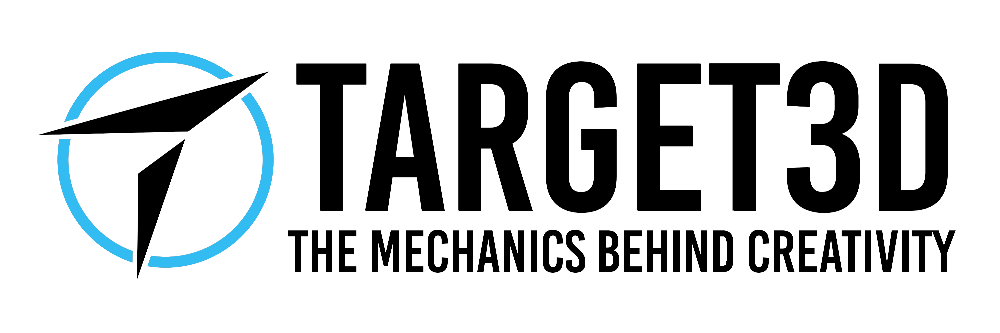 TARGET3D
THE MECHANICS BEHIND CREATIVITY